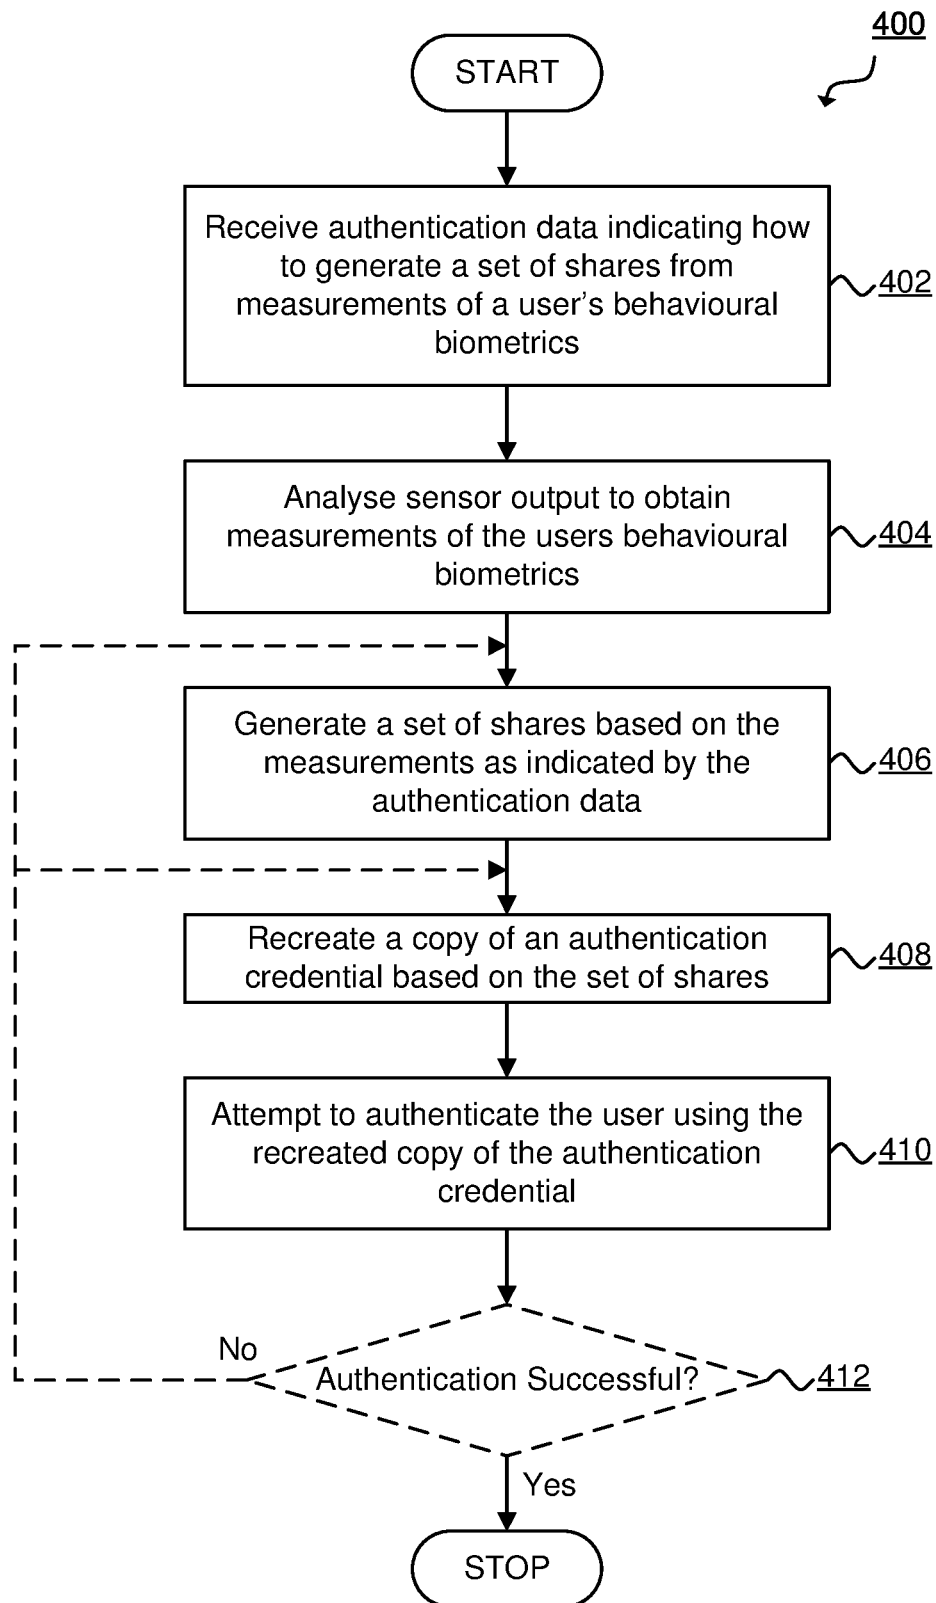 400
START
Receive authentication data indicating how
to generate a set of shares from
measurements of a user's behavioural
biometrics
402
Analyse sensor output to obtain
measurements of the users behavioural
biometrics
404
Generate a set of shares based on the
measurements as indicated by the
authentication data
406
Recreate a copy of an authentication
credential based on the set of shares
408
Attempt to authenticate the user using the
recreated copy of the authentication
credential
410
No
Authentication Successful?
412
Yes
STOP